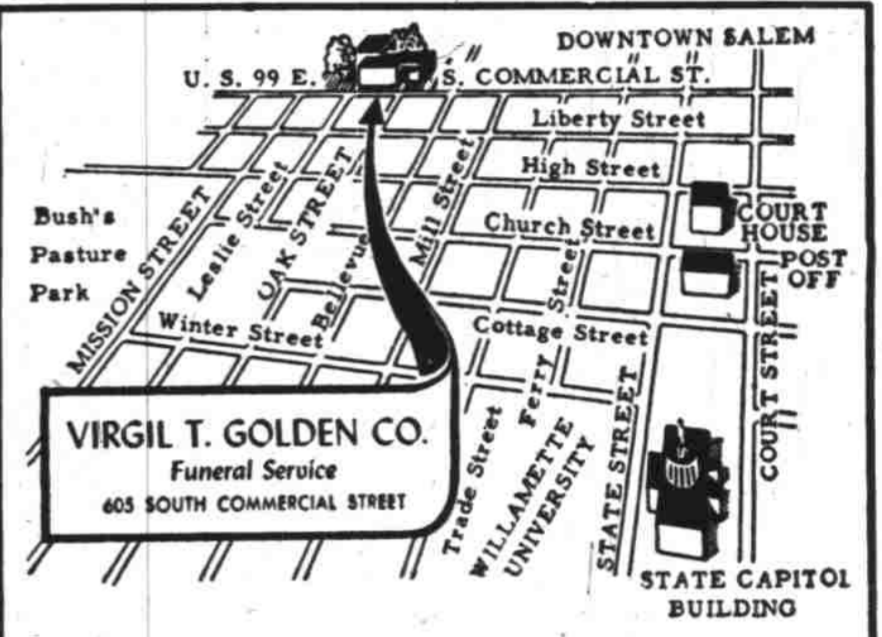 DOWNTOWN SALEM
U. S. 99 E.
S. COMMERCIAL ST.
Liberty Street
High Street
Church Street
COURT
HOUSE
POST
OFF
Bush's
Pasture
Park
MISSION STREET
Leslie Street
OAK STREET
Bellevue
Mill Street
Winter Street
Cottage Street
Ferry Street
Trade Street
WILLAMETTE
UNIVERSITY
STATE STREET
COURT STREET
VIRGIL T. GOLDEN CO.
Funeral Service
605 SOUTH COMMERCIAL STREET
STATE CAPITOL
BUILDING